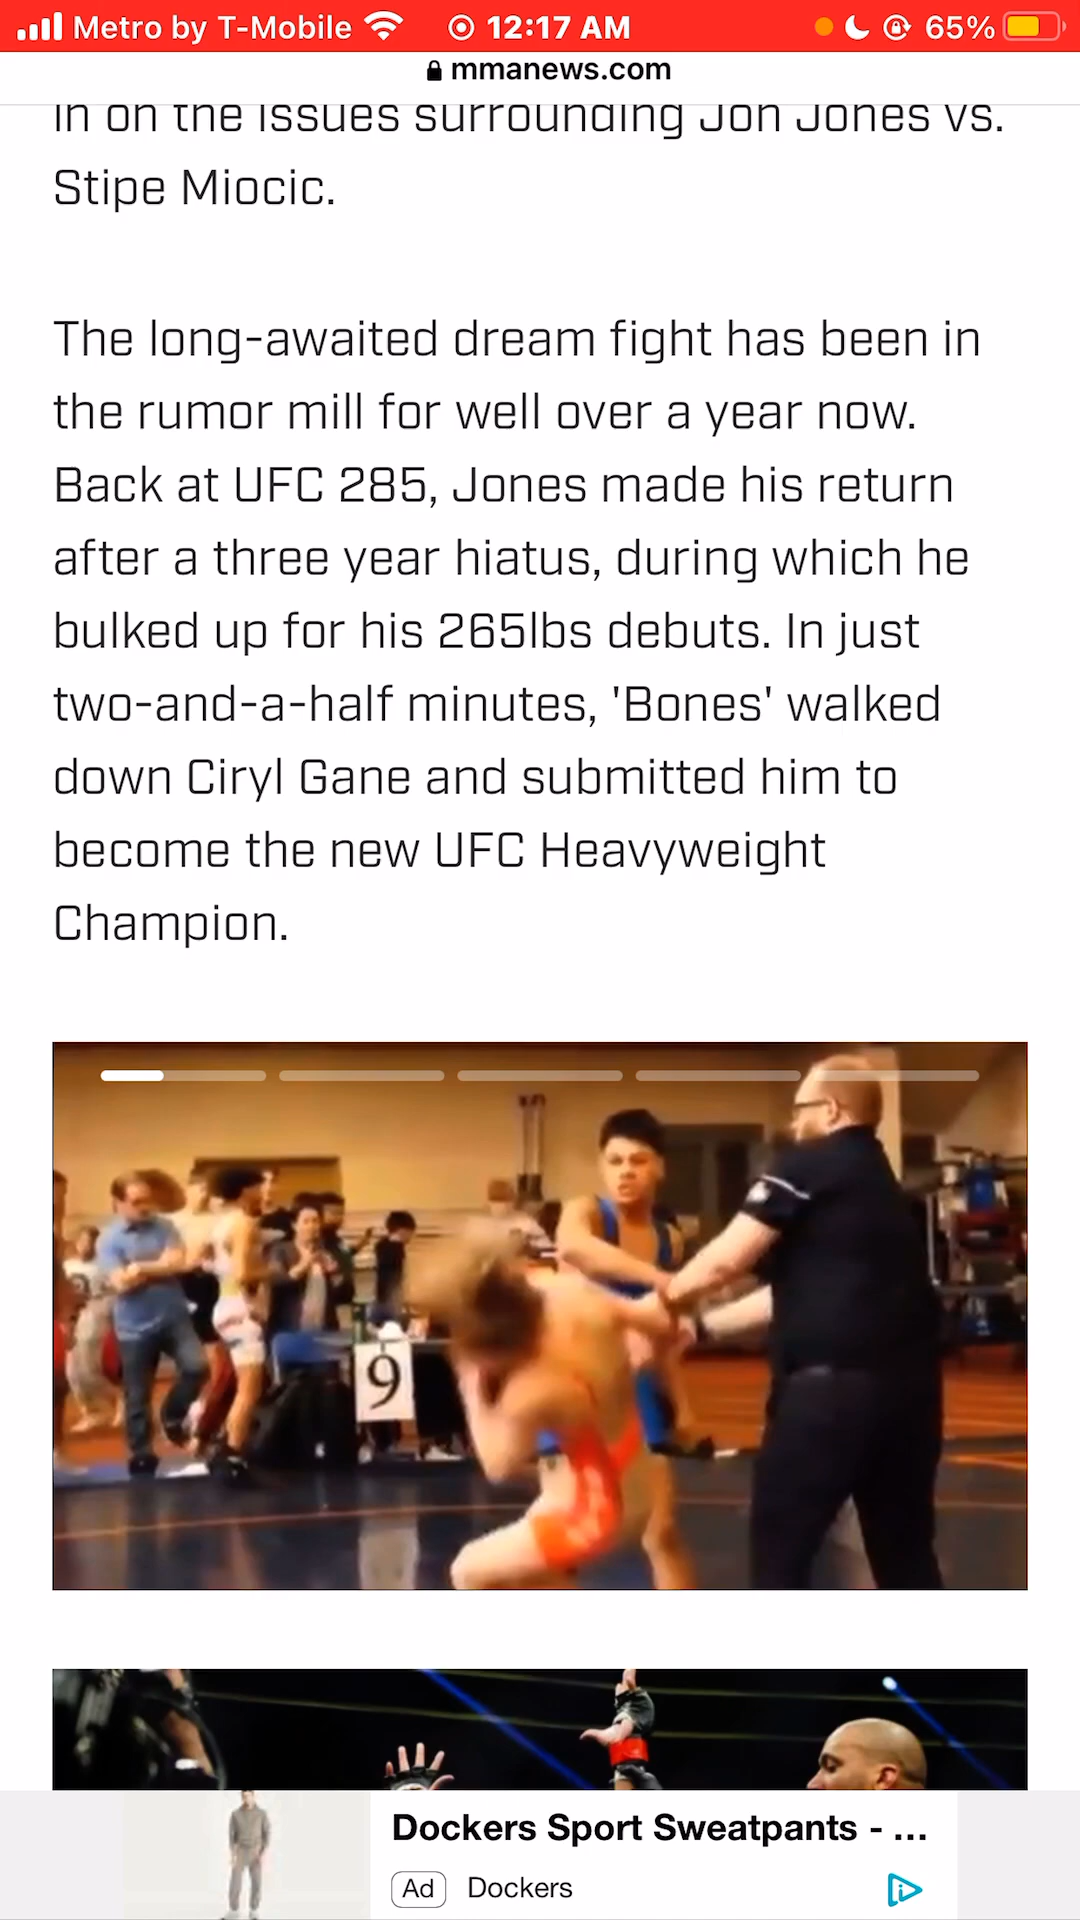 Metro by T-Mobile 12:17 AM 65%
mmanews.com
in on the issues surrounding Jon Jones vs.
Stipe Miocic.
The long-awaited dream fight has been in
the rumor mill for well over a year now.
Back at UFC 285, Jones made his return
after a three year hiatus, during which he
bulked up for his 265lbs debuts. In just
two-and-a-half minutes, 'Bones' walked
down Ciryl Gane and submitted him to
become the new UFC Heavyweight
Champion.
9
Dockers Sport Sweatpants - ...
Ad Dockers